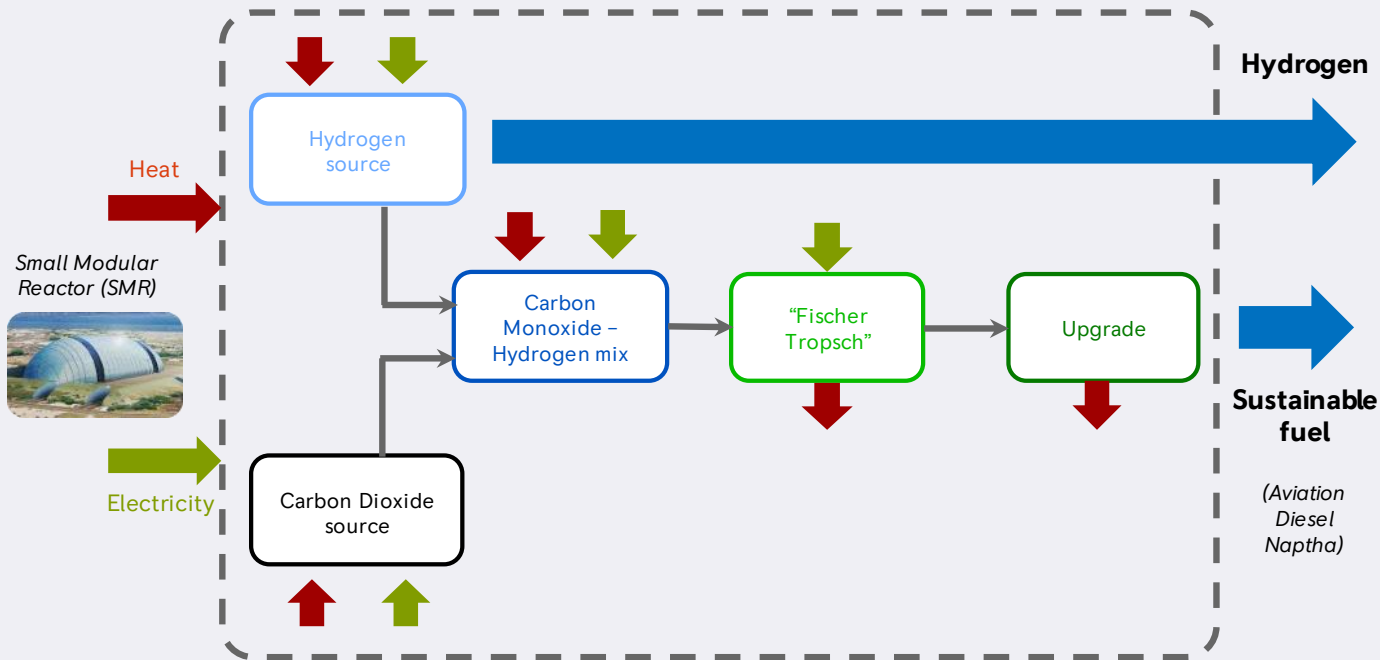 Hydrogen
Hydrogen
source
Heat
Small Modular
Reactor (SMR)
Carbon
Monoxide –
Hydrogen mix
“Fischer
Tropsch”
Upgrade
Sustainable
fuel
Electricity
Carbon Dioxide
source
(Aviation
Diesel
Naptha)